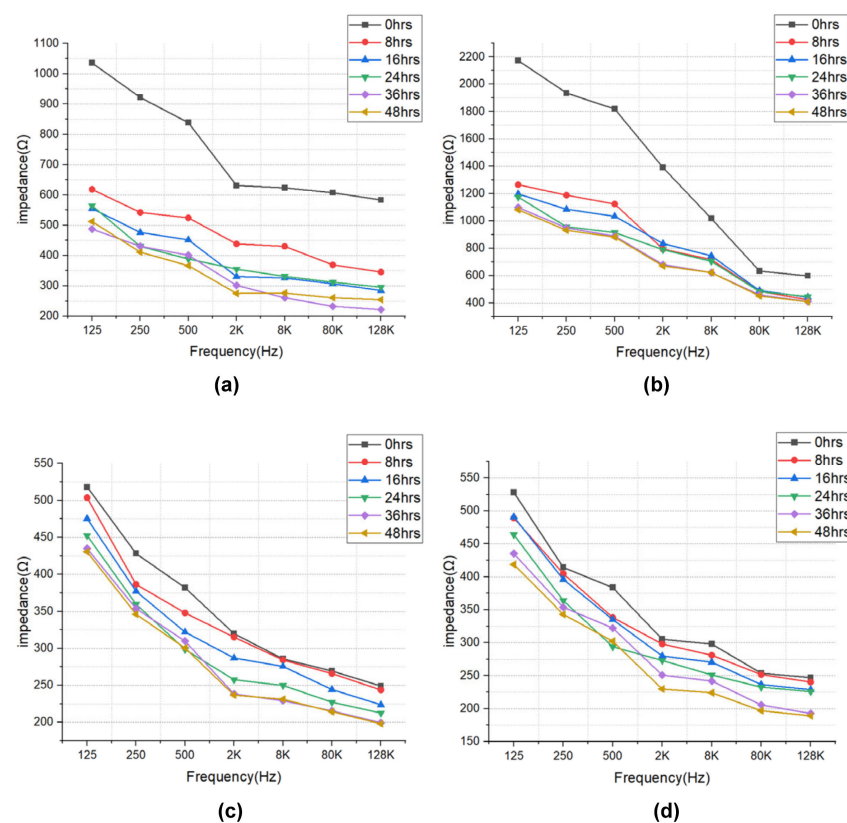 0hrs
8hrs
16hrs
24hrs
36hrs
48hrs
1100
1000
900
800
700
600
500
400
300
200
impedance(Ω)
125 250 500 2K 8K 80K 128K
Frequency(Hz)
(a)
0hrs
8hrs
16hrs
24hrs
36hrs
48hrs
2200
2000
1800
1600
1400
1200
1000
800
600
400
impedance(Ω)
125 250 500 2K 8K 80K 128K
Frequency(Hz)
(b)
0hrs
8hrs
16hrs
24hrs
36hrs
48hrs
550
500
450
400
350
300
250
200
impedance(Ω)
125 250 500 2K 8K 80K 128K
Frequency(Hz)
(c)
0hrs
8hrs
16hrs
24hrs
36hrs
48hrs
550
500
450
400
350
300
250
200
150
impedance(Ω)
125 250 500 2K 8K 80K 128K
Frequency(Hz)
(d)